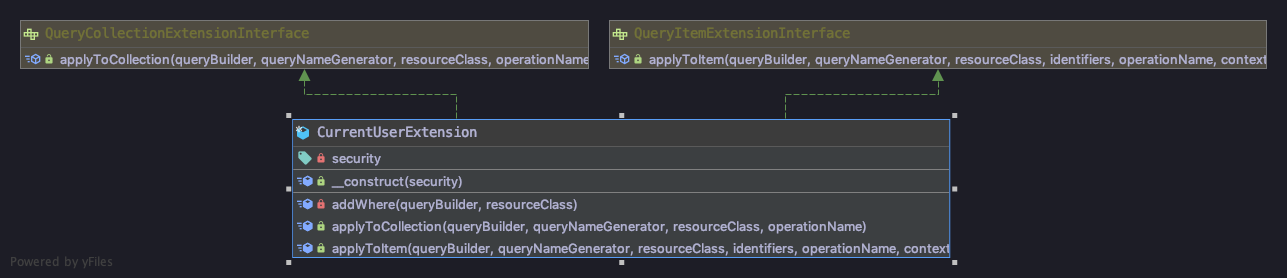 QueryCollectionExtensionInterface
applyToCollection(queryBuilder, queryNameGenerator, resourceClass, operationName
QueryItemExtensionInterface
applyToItem(queryBuilder, queryNameGenerator, resourceClass, identifiers, operationName, context
CurrentUserExtension
security
__construct(security)
addWhere(queryBuilder, resourceClass)
applyToCollection(queryBuilder, queryNameGenerator, resourceClass, operationName)
applyToItem(queryBuilder, queryNameGenerator, resourceClass, identifiers, operationName, context
Powered by yFiles